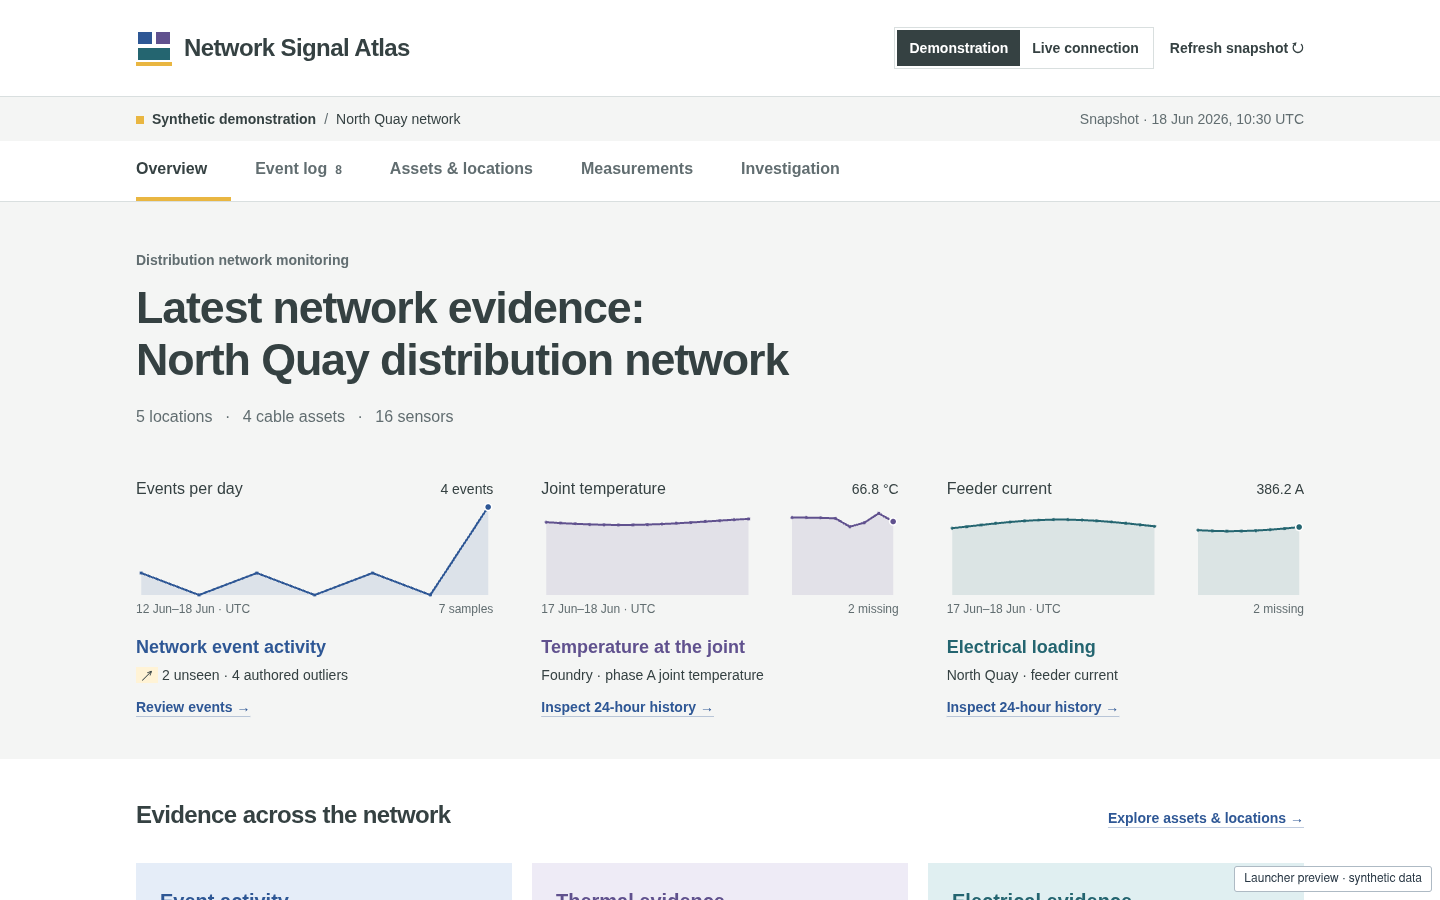 Network Signal Atlas
Demonstration
Live connection
Refresh snapshot
Synthetic demonstration / North Quay network
Snapshot · 18 Jun 2026, 10:30 UTC
Overview
Event log 8
Assets & locations
Measurements
Investigation
Distribution network monitoring
Latest network evidence:
North Quay distribution network
5 locations · 4 cable assets · 16 sensors
Events per day
4 events
12 Jun–18 Jun · UTC
7 samples
Network event activity
2 unseen · 4 authored outliers
Review events →
Joint temperature
66.8 °C
17 Jun–18 Jun · UTC
2 missing
Temperature at the joint
Foundry · phase A joint temperature
Inspect 24-hour history →
Feeder current
386.2 A
17 Jun–18 Jun · UTC
2 missing
Electrical loading
North Quay · feeder current
Inspect 24-hour history →
Evidence across the network
Explore assets & locations →
Event activity
Thermal evidence
Electrical evidence
Launcher preview · synthetic data